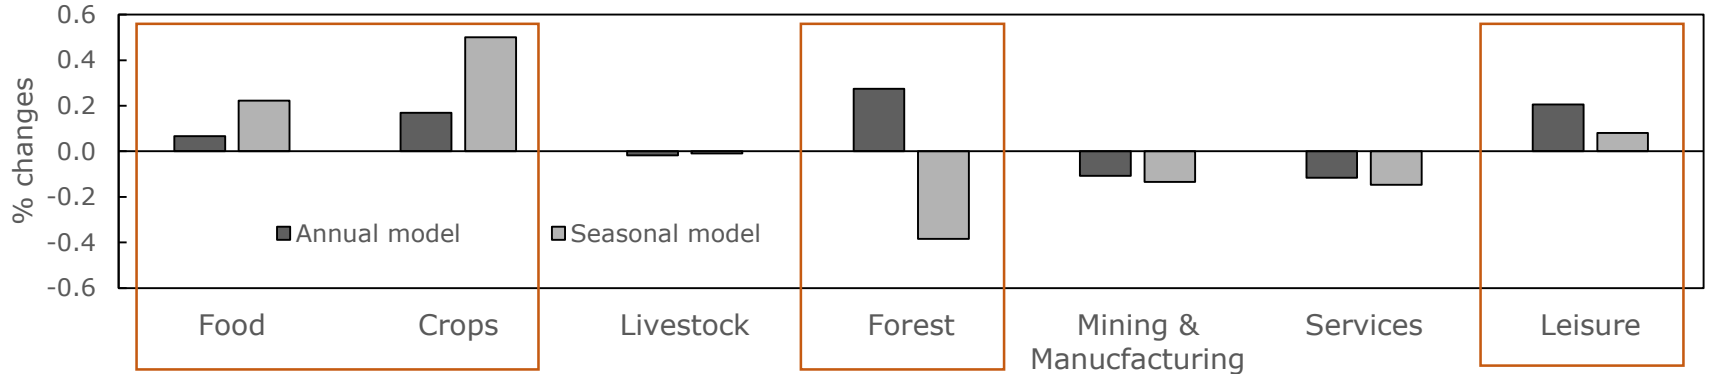 0.6
0.4
0.2
0.0
-0.2
-0.4
-0.6
% changes
Annual model
Seasonal model
Food
Crops
Livestock
Forest
Mining &
Manucfacturing
Services
Leisure